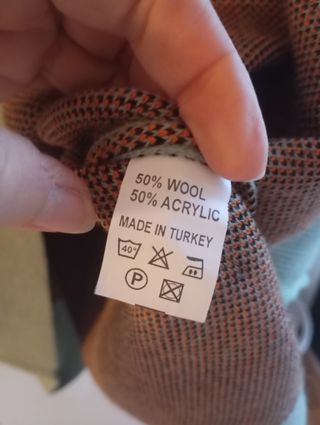 50% WOOL
50% ACRYLIC
MADE IN TURKEY
40°
P